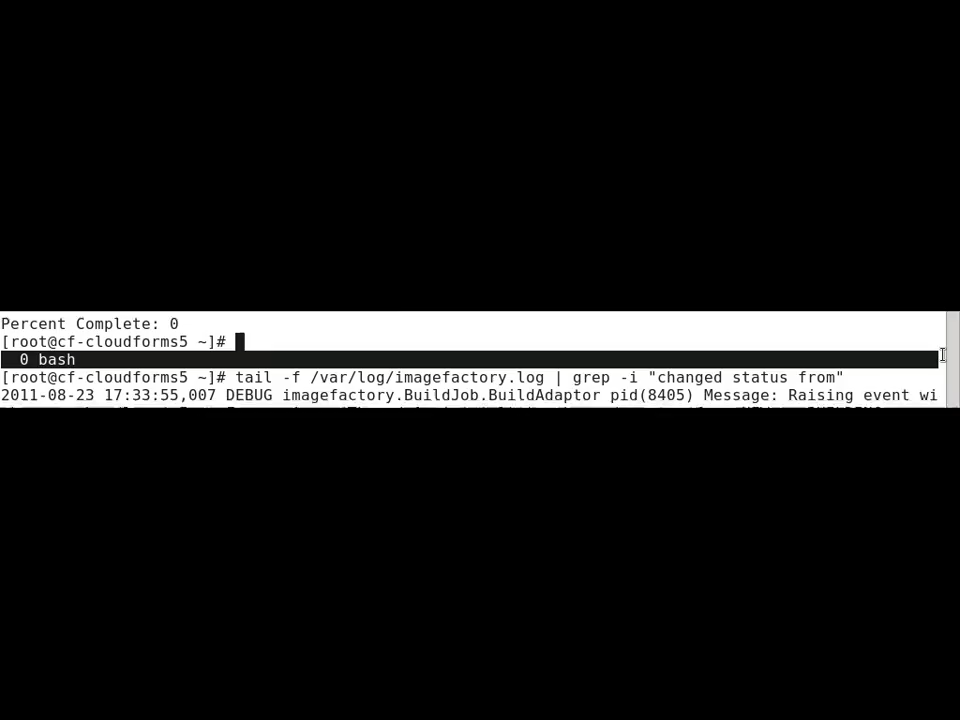 Percent Complete: 0
[root@cf-cloudforms5 ~]#
0 bash
[root@cf-cloudforms5 ~]# tail -f /var/log/imagefactory.log | grep -i "changed status from"
2011-08-23 17:33:55,007 DEBUG imagefactory.BuildJob.BuildAdaptor pid(8405) Message: Raising event wi